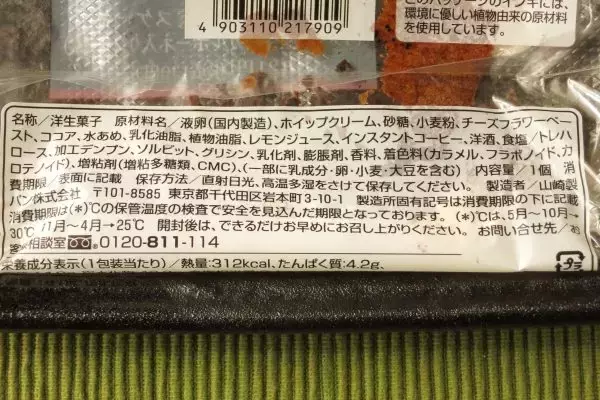 4 903110 217909
このパッケージのインキには、
環境に優しい植物由来の原材料
を使用しています。
名称/洋生菓子 原材料名/液卵(国内製造)、ホイップクリーム、砂糖、小麦粉、チーズフラワーペー
スト、ココア、水あめ、乳化油脂、植物油脂、レモンジュース、インスタントコーヒー、洋酒、食塩/トレハ
ロース、加工デンプン、ソルビット、グリシン、乳化剤、膨脹剤、香料、着色料(カラメル、フラボノイド、カ
ロテノイド)、増粘剤(増粘多糖類、CMC)、(一部に乳成分・卵・小麦・大豆を含む) 内容量/1個 消
費期限/表面に記載 保存方法/直射日光、高温多湿をさけて保存してください。 製造者/山崎製
パン株式会社 〒101-8585 東京都千代田区岩本町3-10-1 製造所固有記号は消費期限の下に記載
消費期限は(*)℃の保管温度の検査で安全を見込んだ期限となっております。 (*)℃は、5月〜10月→
30℃ 11月〜4月→25℃ 開封後は、できるだけお早めにお召し上がりください。 お問い合せ先/お
客様相談室 0120-811-114
栄養成分表示(1包装当たり)/熱量:312kcal、たんぱく質:4.2g、
プラ